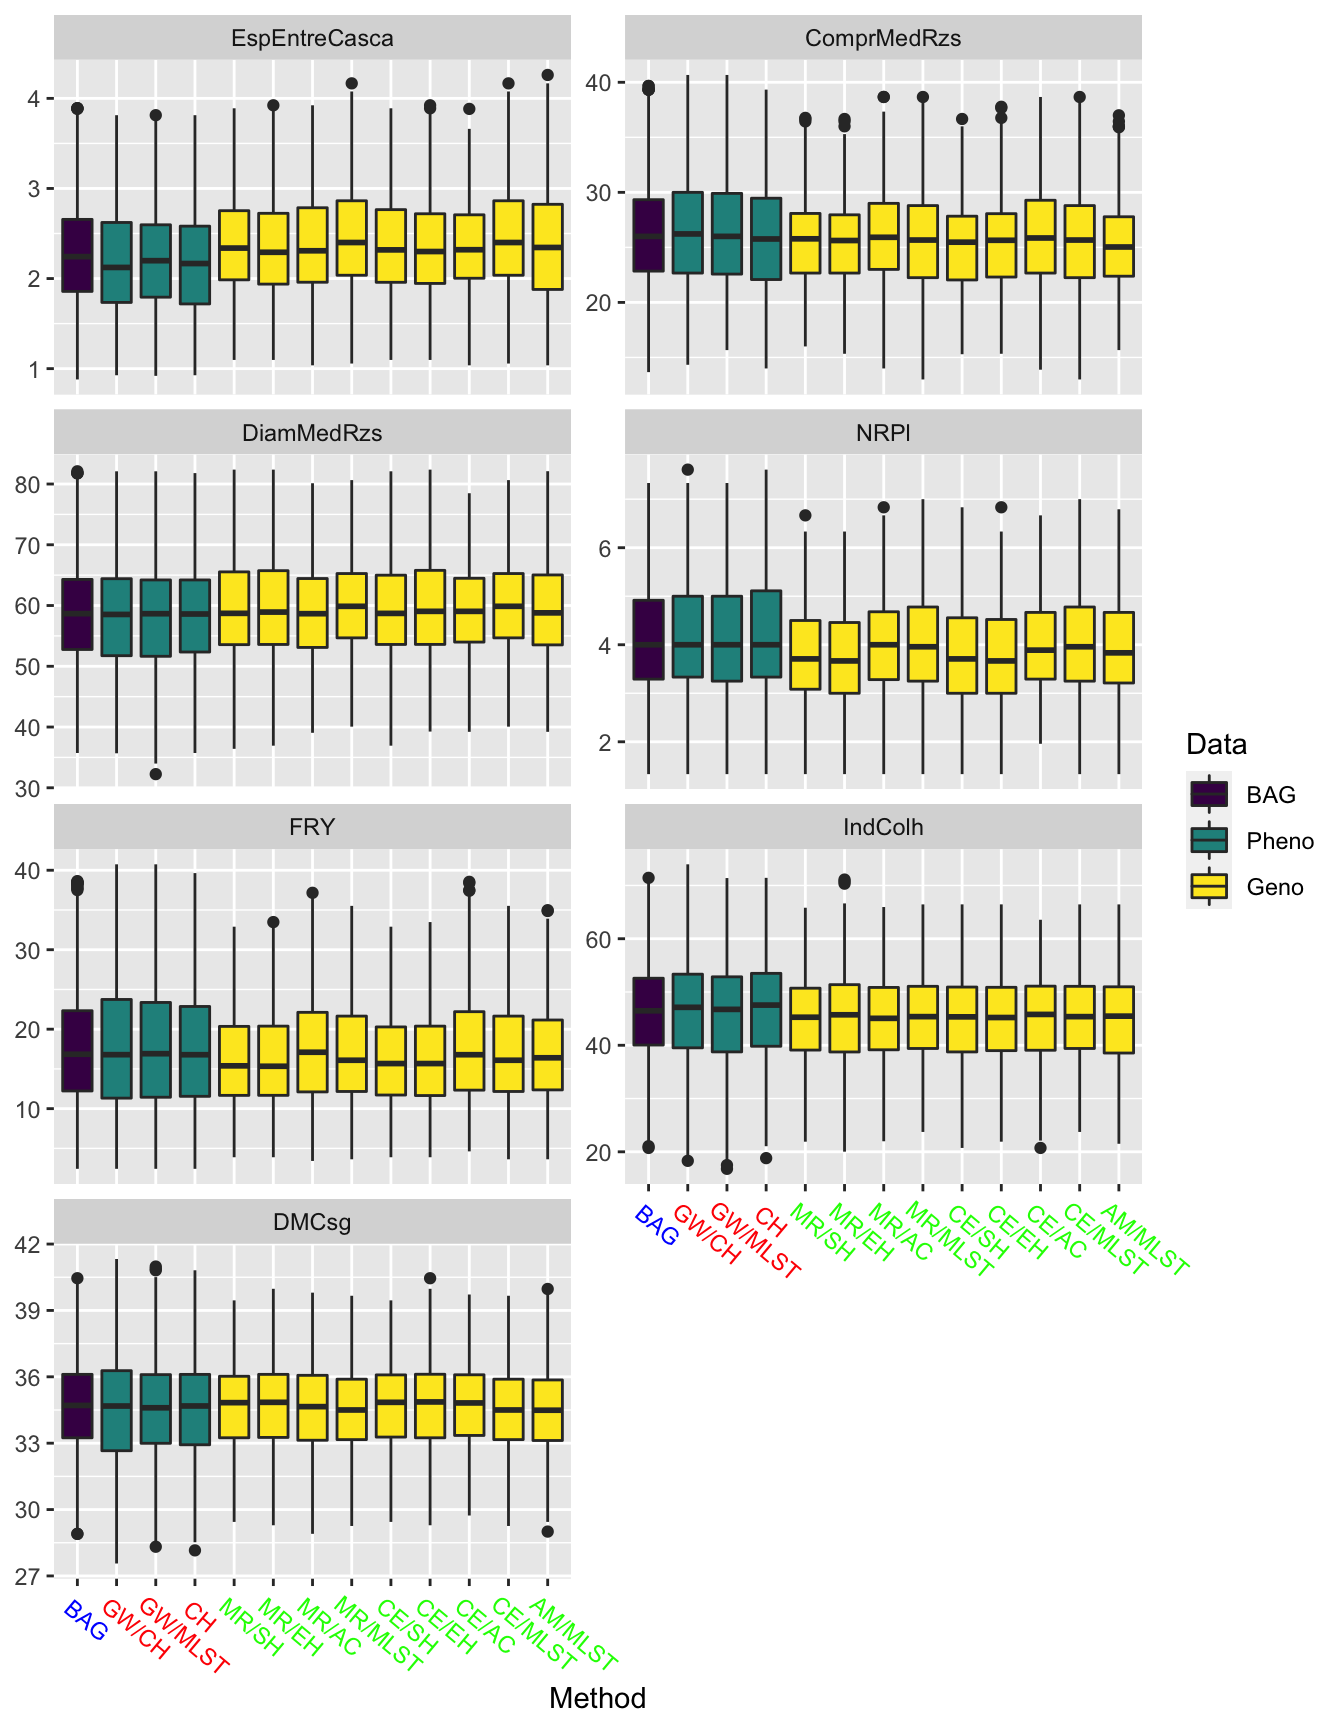 EspEntreCasca
ComprMedRzs
4
3
2
1
40
30
20
DiamMedRzs
NRPl
80
70
60
50
40
30
6
4
2
FRY
IndColh
40
30
20
10
60
40
20
BAG
GW/CH
GW/MLST
CH
MR/SH
MR/EH
MR/AC
MR/MLST
CE/SH
CE/EH
CE/AC
CE/MLST
AM/MLST
DMCsg
42
39
36
33
30
27
BAG
GW/CH
GW/MLST
CH
MR/SH
MR/EH
MR/AC
MR/MLST
CE/SH
CE/EH
CE/AC
CE/MLST
AM/MLST
Method
Data
BAG
Pheno
Geno